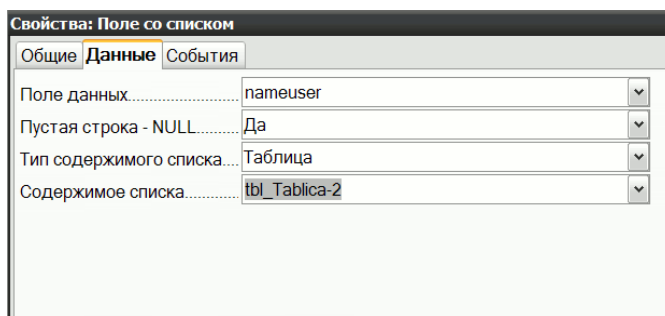 Свойства: Поле со списком
Общие Данные События
Поле данных........................ nameuser
Пустая строка - NULL......... Да
Тип содержимого списка.... Таблица
Содержимое списка............ tbl_Tablica-2